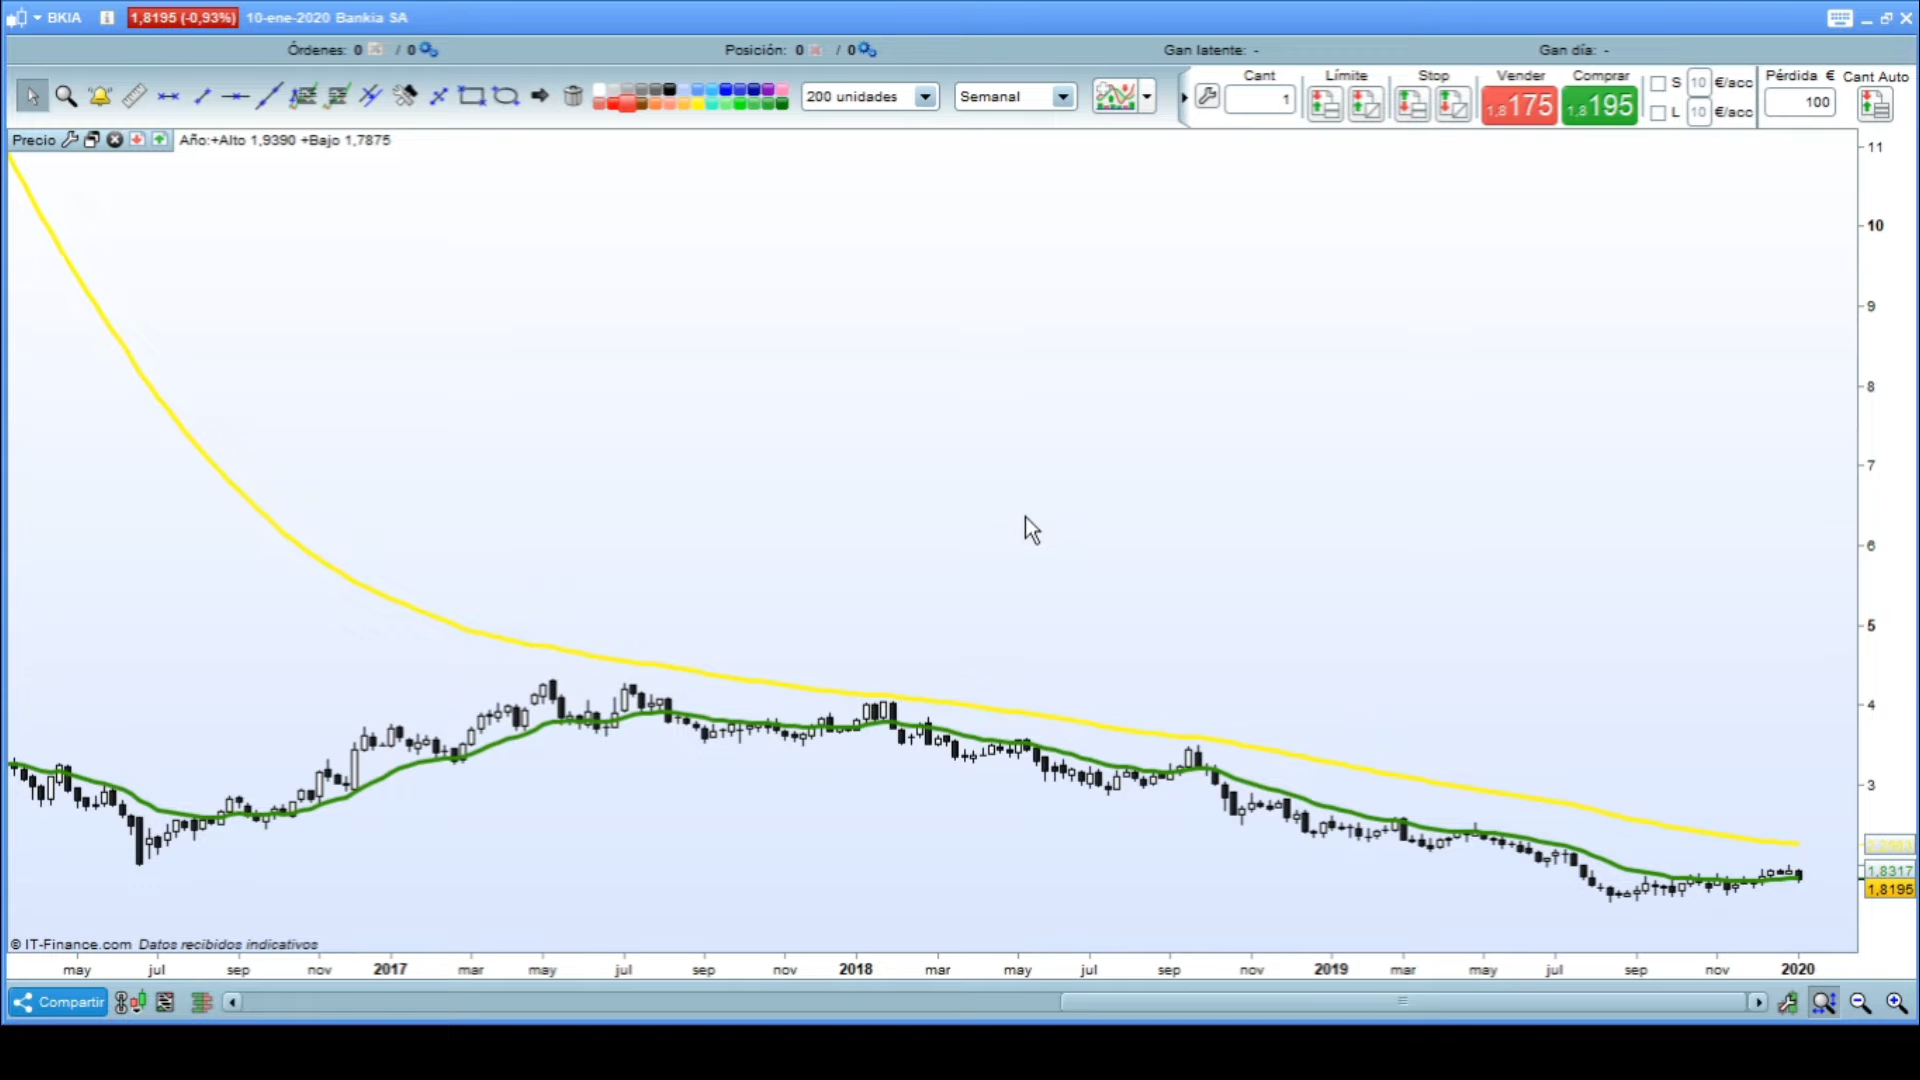 BKIA 1,8195 (-0,93%) 10-ene-2020 Bankia SA
Órdenes: 0 / 0 Posición: 0 / 0 Gan latente: - Gan día: -
200 unidades Semanal
Cant Límite Stop Vender Comprar S 10 €/acc Pérdida € Cant Auto
1 1,8175 1,8195 L 10 €/acc 100
Precio Año:+Alto 1,9390 +Bajo 1,7875
11
10
9
8
7
6
5
4
3
1,8317
1,8195
© IT-Finance.com Datos recibidos indicativos
may jul sep nov 2017 mar may jul sep nov 2018 mar may jul sep nov 2019 mar may jul sep nov 2020
Compartir